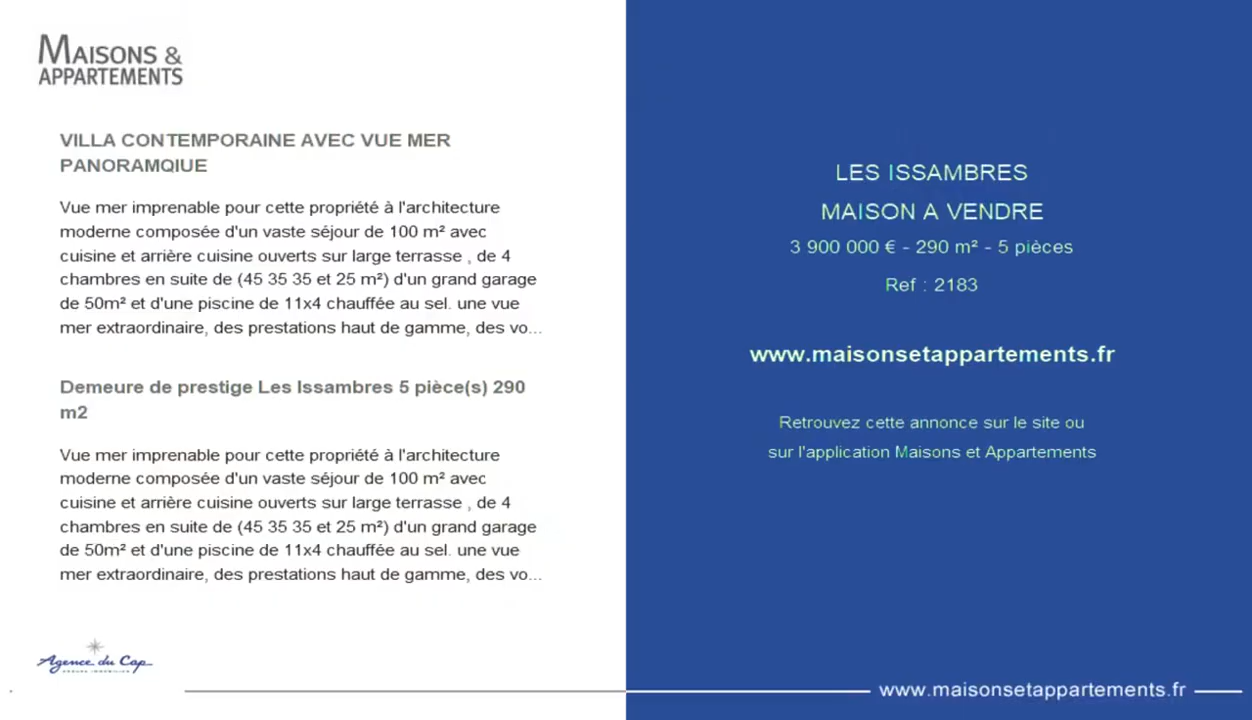 MAISONS &
APPARTEMENTS
VILLA CONTEMPORAINE AVEC VUE MER
PANORAMQIUE
Vue mer imprenable pour cette propriété à l'architecture
moderne composée d'un vaste séjour de 100 m² avec
cuisine et arrière cuisine ouverts sur large terrasse , de 4
chambres en suite de (45 35 35 et 25 m²) d'un grand garage
de 50m² et d'une piscine de 11x4 chauffée au sel. une vue
mer extraordinaire, des prestations haut de gamme, des vo...
Demeure de prestige Les Issambres 5 pièce(s) 290
m2
Vue mer imprenable pour cette propriété à l'architecture
moderne composée d'un vaste séjour de 100 m² avec
cuisine et arrière cuisine ouverts sur large terrasse , de 4
chambres en suite de (45 35 35 et 25 m²) d'un grand garage
de 50m² et d'une piscine de 11x4 chauffée au sel. une vue
mer extraordinaire, des prestations haut de gamme, des vo...
Agence du Cap
LES ISSAMBRES
MAISON A VENDRE
3 900 000 € - 290 m² - 5 pièces
Ref : 2183
www.maisonsetappartements.fr
Retrouvez cette annonce sur le site ou
sur l'application Maisons et Appartements
www.maisonsetappartements.fr